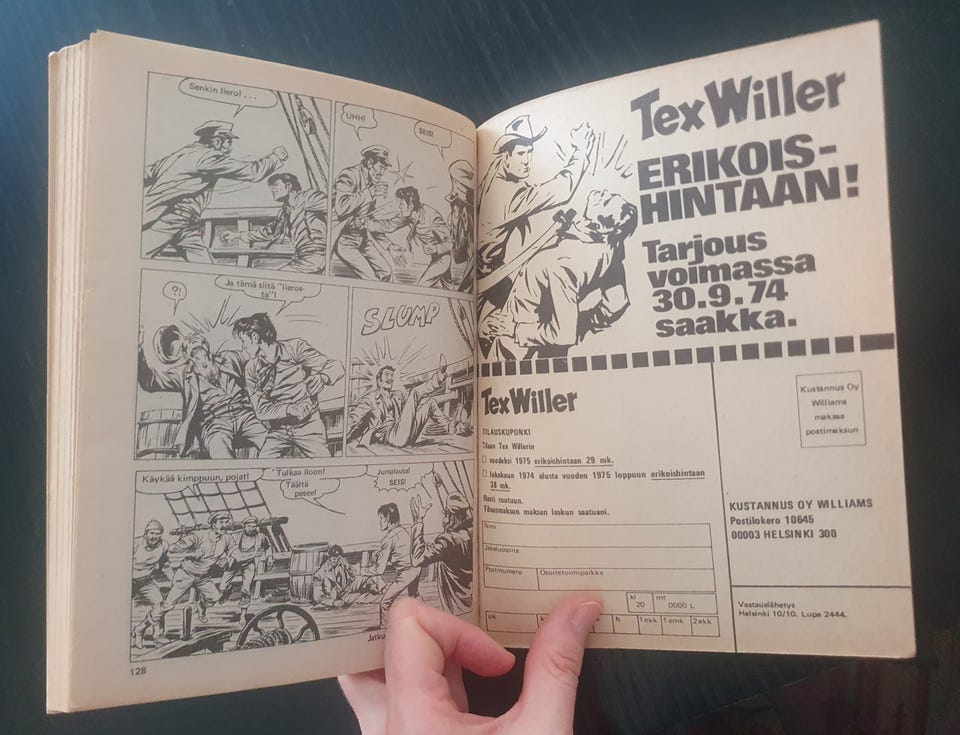 Senkin liero!...
UHH!
SEIS!
?!
Ja tämä siitä "lieros-
ta"!
SLUMP
Käykää kimppuun, pojat!
Tulkaa iloon!
Täältä
pesee!
Jumalauta!
SEIS!
128
Tex Willer
ERIKOIS-
HINTAAN!
Tarjous
voimassa
30.9.74
saakka.
Tex Willer
TILAUSKUPONKI
Tilaan Tex Willerin
vuodeksi 1975 erikoishintaan 29 mk.
lokakuun 1974 alusta vuoden 1975 loppuun erikoishintaan
38 mk.
Rasti ruutuun.
Tilausmaksun maksan laskun saatuani.
Nimi
Jakeluosoite
Postinumero
Osoitetoimipaikka
kl
20
mt
0000 L
pk
k
h
1 ekk
1 emk
2 ekk
Kustannus Oy
Williams
maksaa
postimaksun
KUSTANNUS OY WILLIAMS
Postilokero 10645
00003 HELSINKI 300
Vastauslähetys
Helsinki 10/10. Lupa 2444.